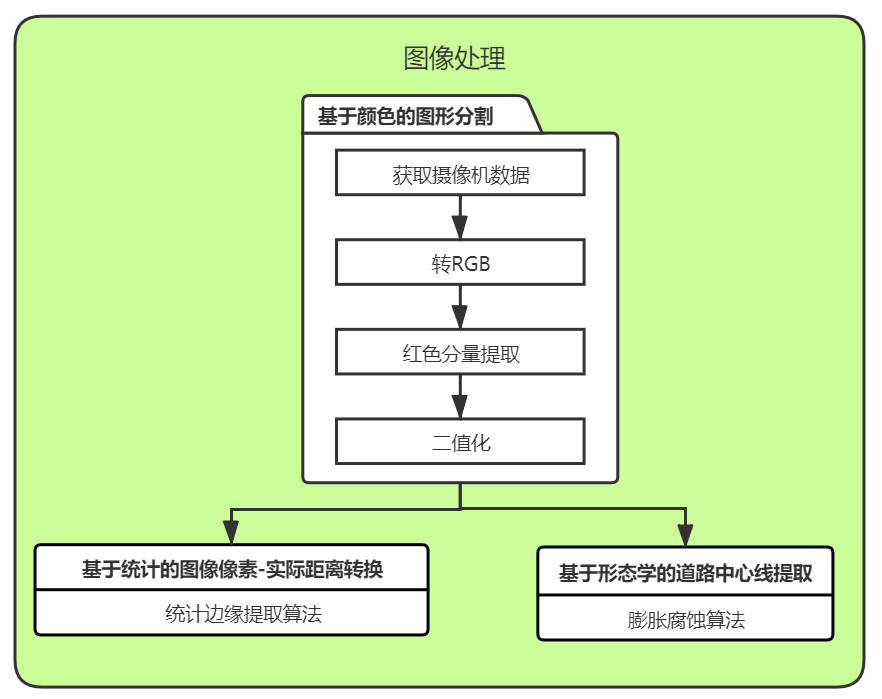 图像处理
基于颜色的图形分割
获取摄像机数据
转RGB
红色分量提取
二值化
基于统计的图像像素-实际距离转换
统计边缘提取算法
基于形态学的道路中心线提取
膨胀腐蚀算法